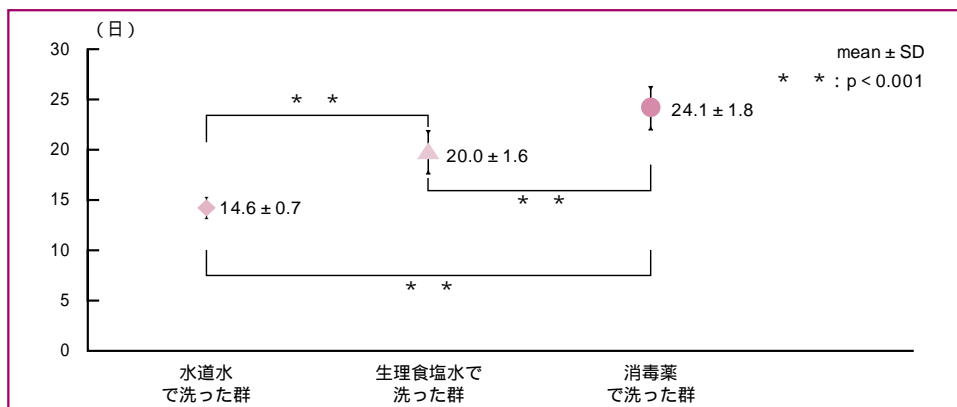 （日）
30
25
20
15
10
5
0
mean ± SD
＊＊：p < 0.001
＊＊
24.1 ± 1.8
20.0 ± 1.6
＊＊
14.6 ± 0.7
＊＊
水道水
で洗った群
生理食塩水で
洗った群
消毒薬
で洗った群